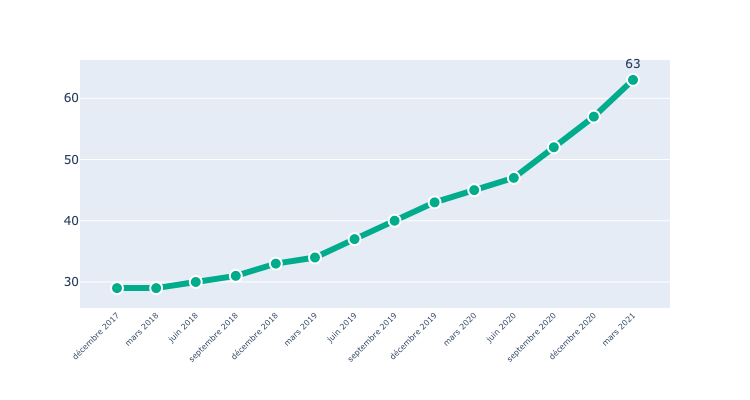 63
60
50
40
30
décembre 2017
mars 2018
juin 2018
septembre 2018
décembre 2018
mars 2019
juin 2019
septembre 2019
décembre 2019
mars 2020
juin 2020
septembre 2020
décembre 2020
mars 2021